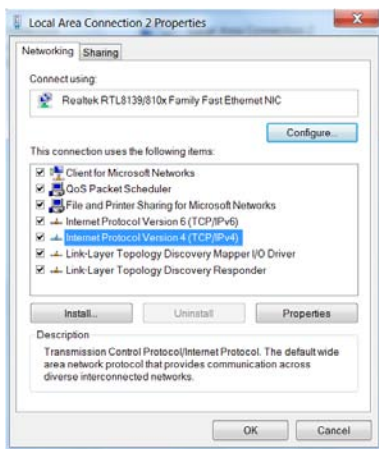 Local Area Connection 2 Properties
Networking
Sharing
Connect using:
Realtek RTL8139/810x Family Fast Ethernet NIC
Configure...
This connection uses the following items:
Client for Microsoft Networks
QoS Packet Scheduler
File and Printer Sharing for Microsoft Networks
Internet Protocol Version 6 (TCP/IPv6)
Internet Protocol Version 4 (TCP/IPv4)
Link-Layer Topology Discovery Mapper I/O Driver
Link-Layer Topology Discovery Responder
Install...
Uninstall
Properties
Description
Transmission Control Protocol/Internet Protocol. The default wide
area network protocol that provides communication across
diverse interconnected networks.
OK
Cancel